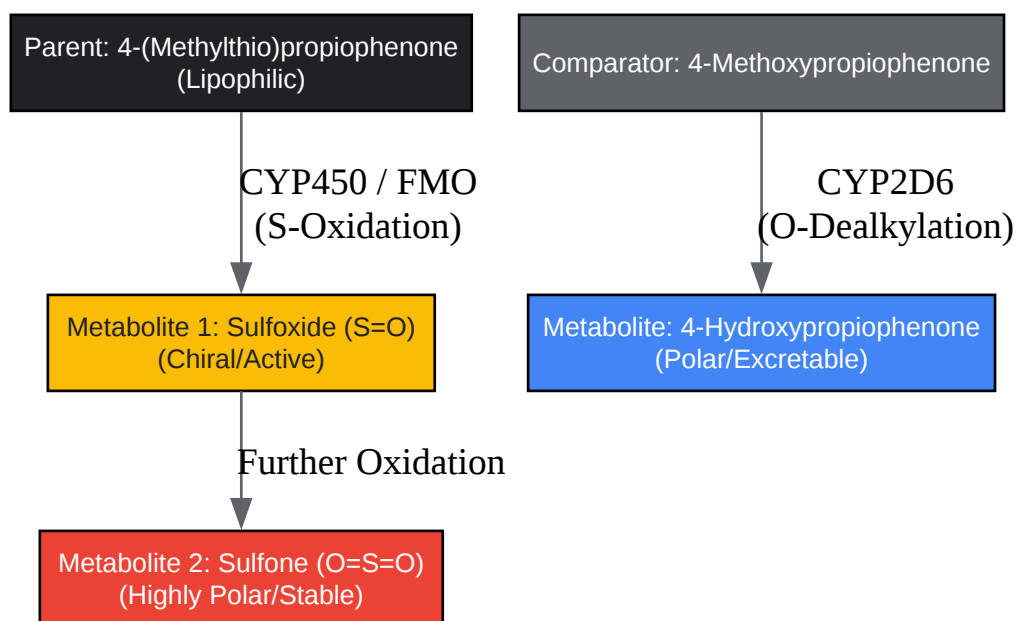 Parent: 4-(Methylthio)propiophenone
(Lipophilic)
Comparator: 4-Methoxypropiophenone
CYP450 / FMO
(S-Oxidation)
CYP2D6
(O-Dealkylation)
Metabolite 1: Sulfoxide (S=O)
(Chiral/Active)
Metabolite: 4-Hydroxypropiophenone
(Polar/Excretable)
Further Oxidation
Metabolite 2: Sulfone (O=S=O)
(Highly Polar/Stable)